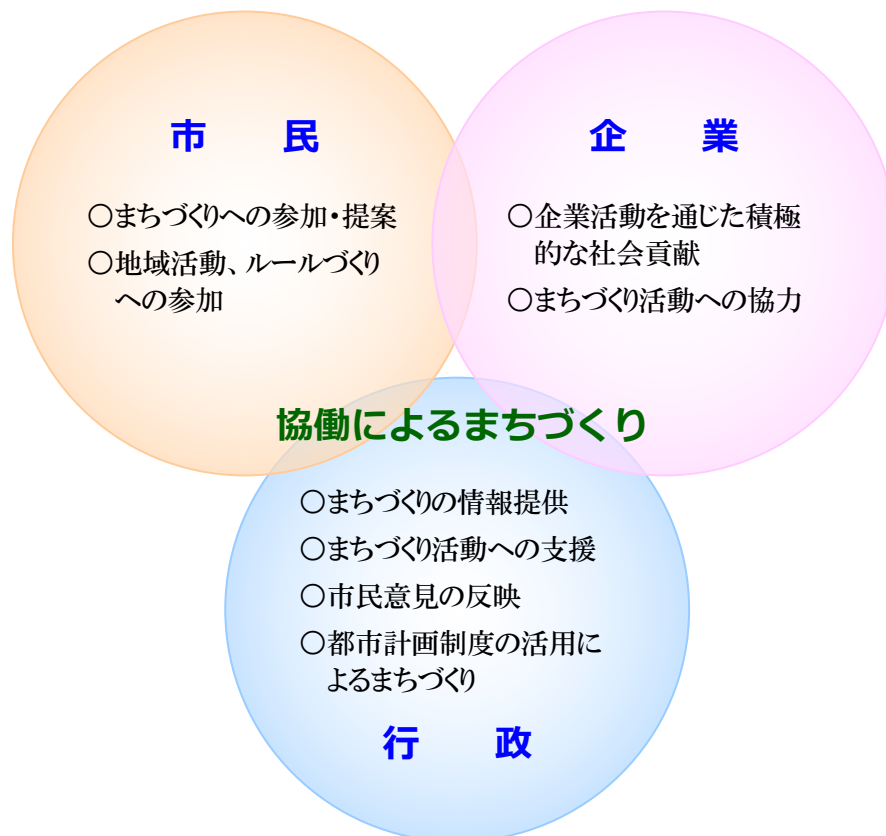 市　民
○まちづくりへの参加・提案
○地域活動、ルールづくり
への参加
企　業
○企業活動を通じた積極
的な社会貢献
○まちづくり活動への協力
協働によるまちづくり
○まちづくりの情報提供
○まちづくり活動への支援
○市民意見の反映
○都市計画制度の活用に
よるまちづくり
行　政